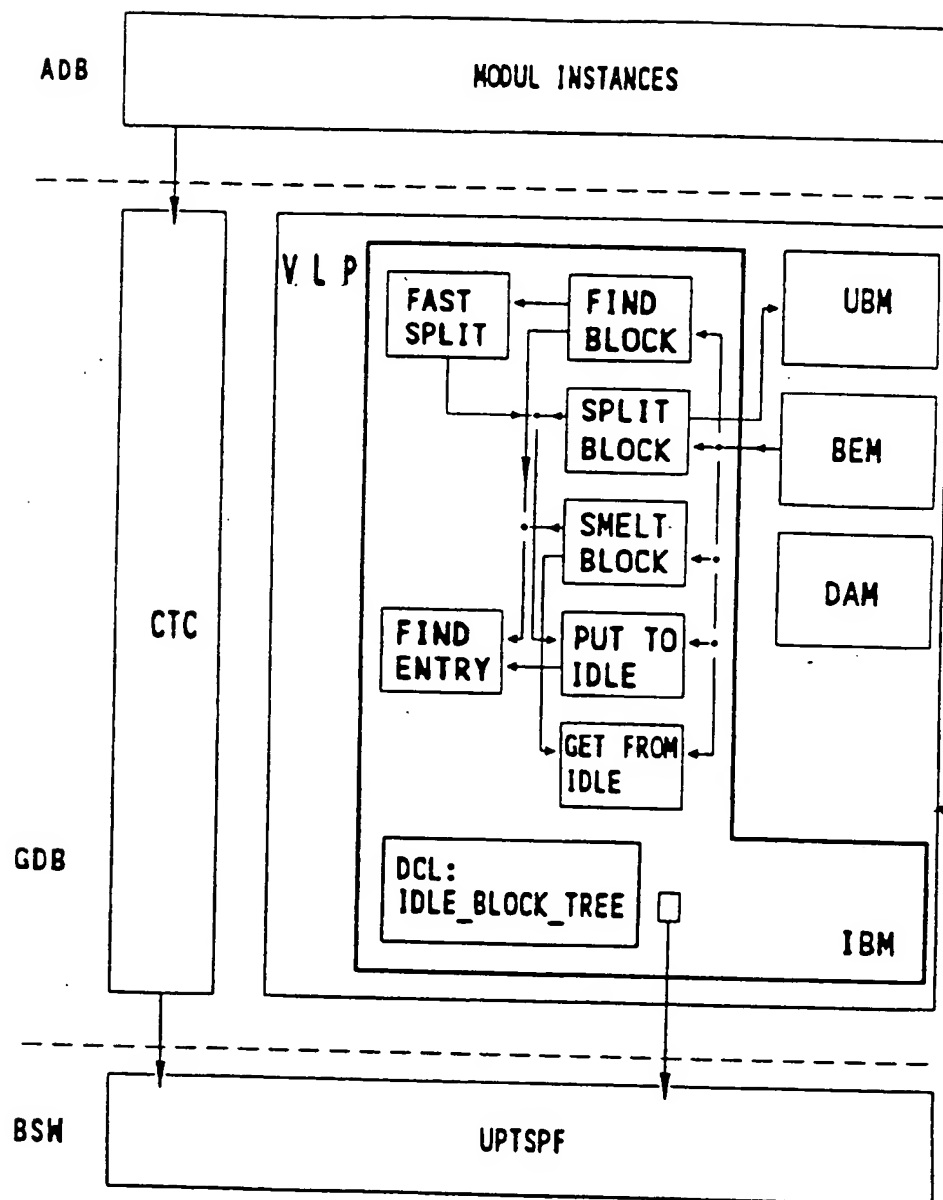 ADB
MODUL INSTANCES
V L P
FAST
SPLIT
FIND
BLOCK
UBM
SPLIT
BLOCK
BEM
SMELT
BLOCK
DAM
CTC
FIND
ENTRY
PUT TO
IDLE
GET FROM
IDLE
GDB
DCL:
IDLE_BLOCK_TREE
IBM
BSW
UPTSPF